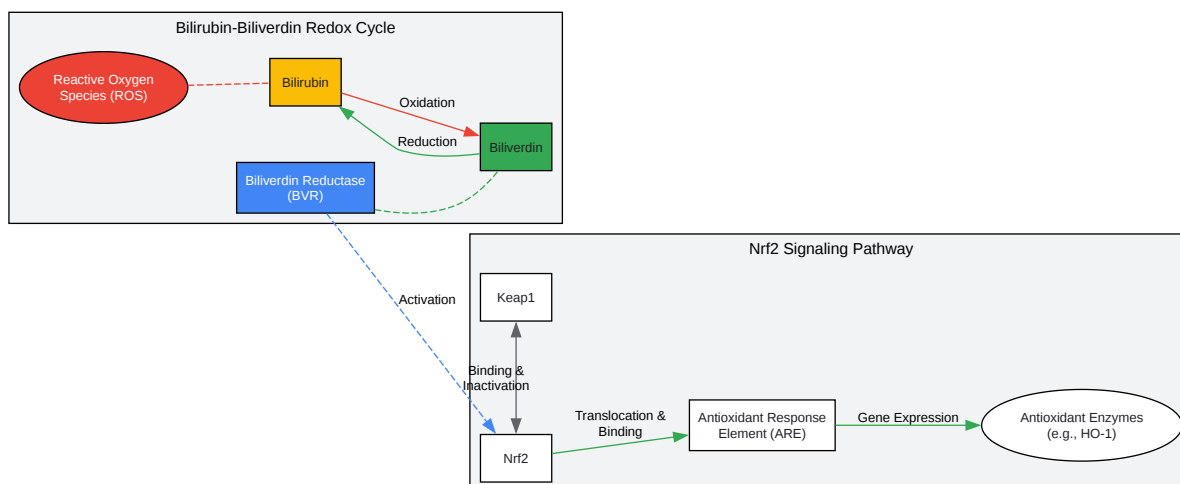 Bilirubin-Biliverdin Redox Cycle
Reactive Oxygen
Species (ROS)
Bilirubin
Oxidation
Reduction
Biliverdin
Biliverdin Reductase
(BVR)
Activation
Nrf2 Signaling Pathway
Keap1
Binding &
Inactivation
Nrf2
Translocation &
Binding
Antioxidant Response
Element (ARE)
Gene Expression
Antioxidant Enzymes
(e.g., HO-1)